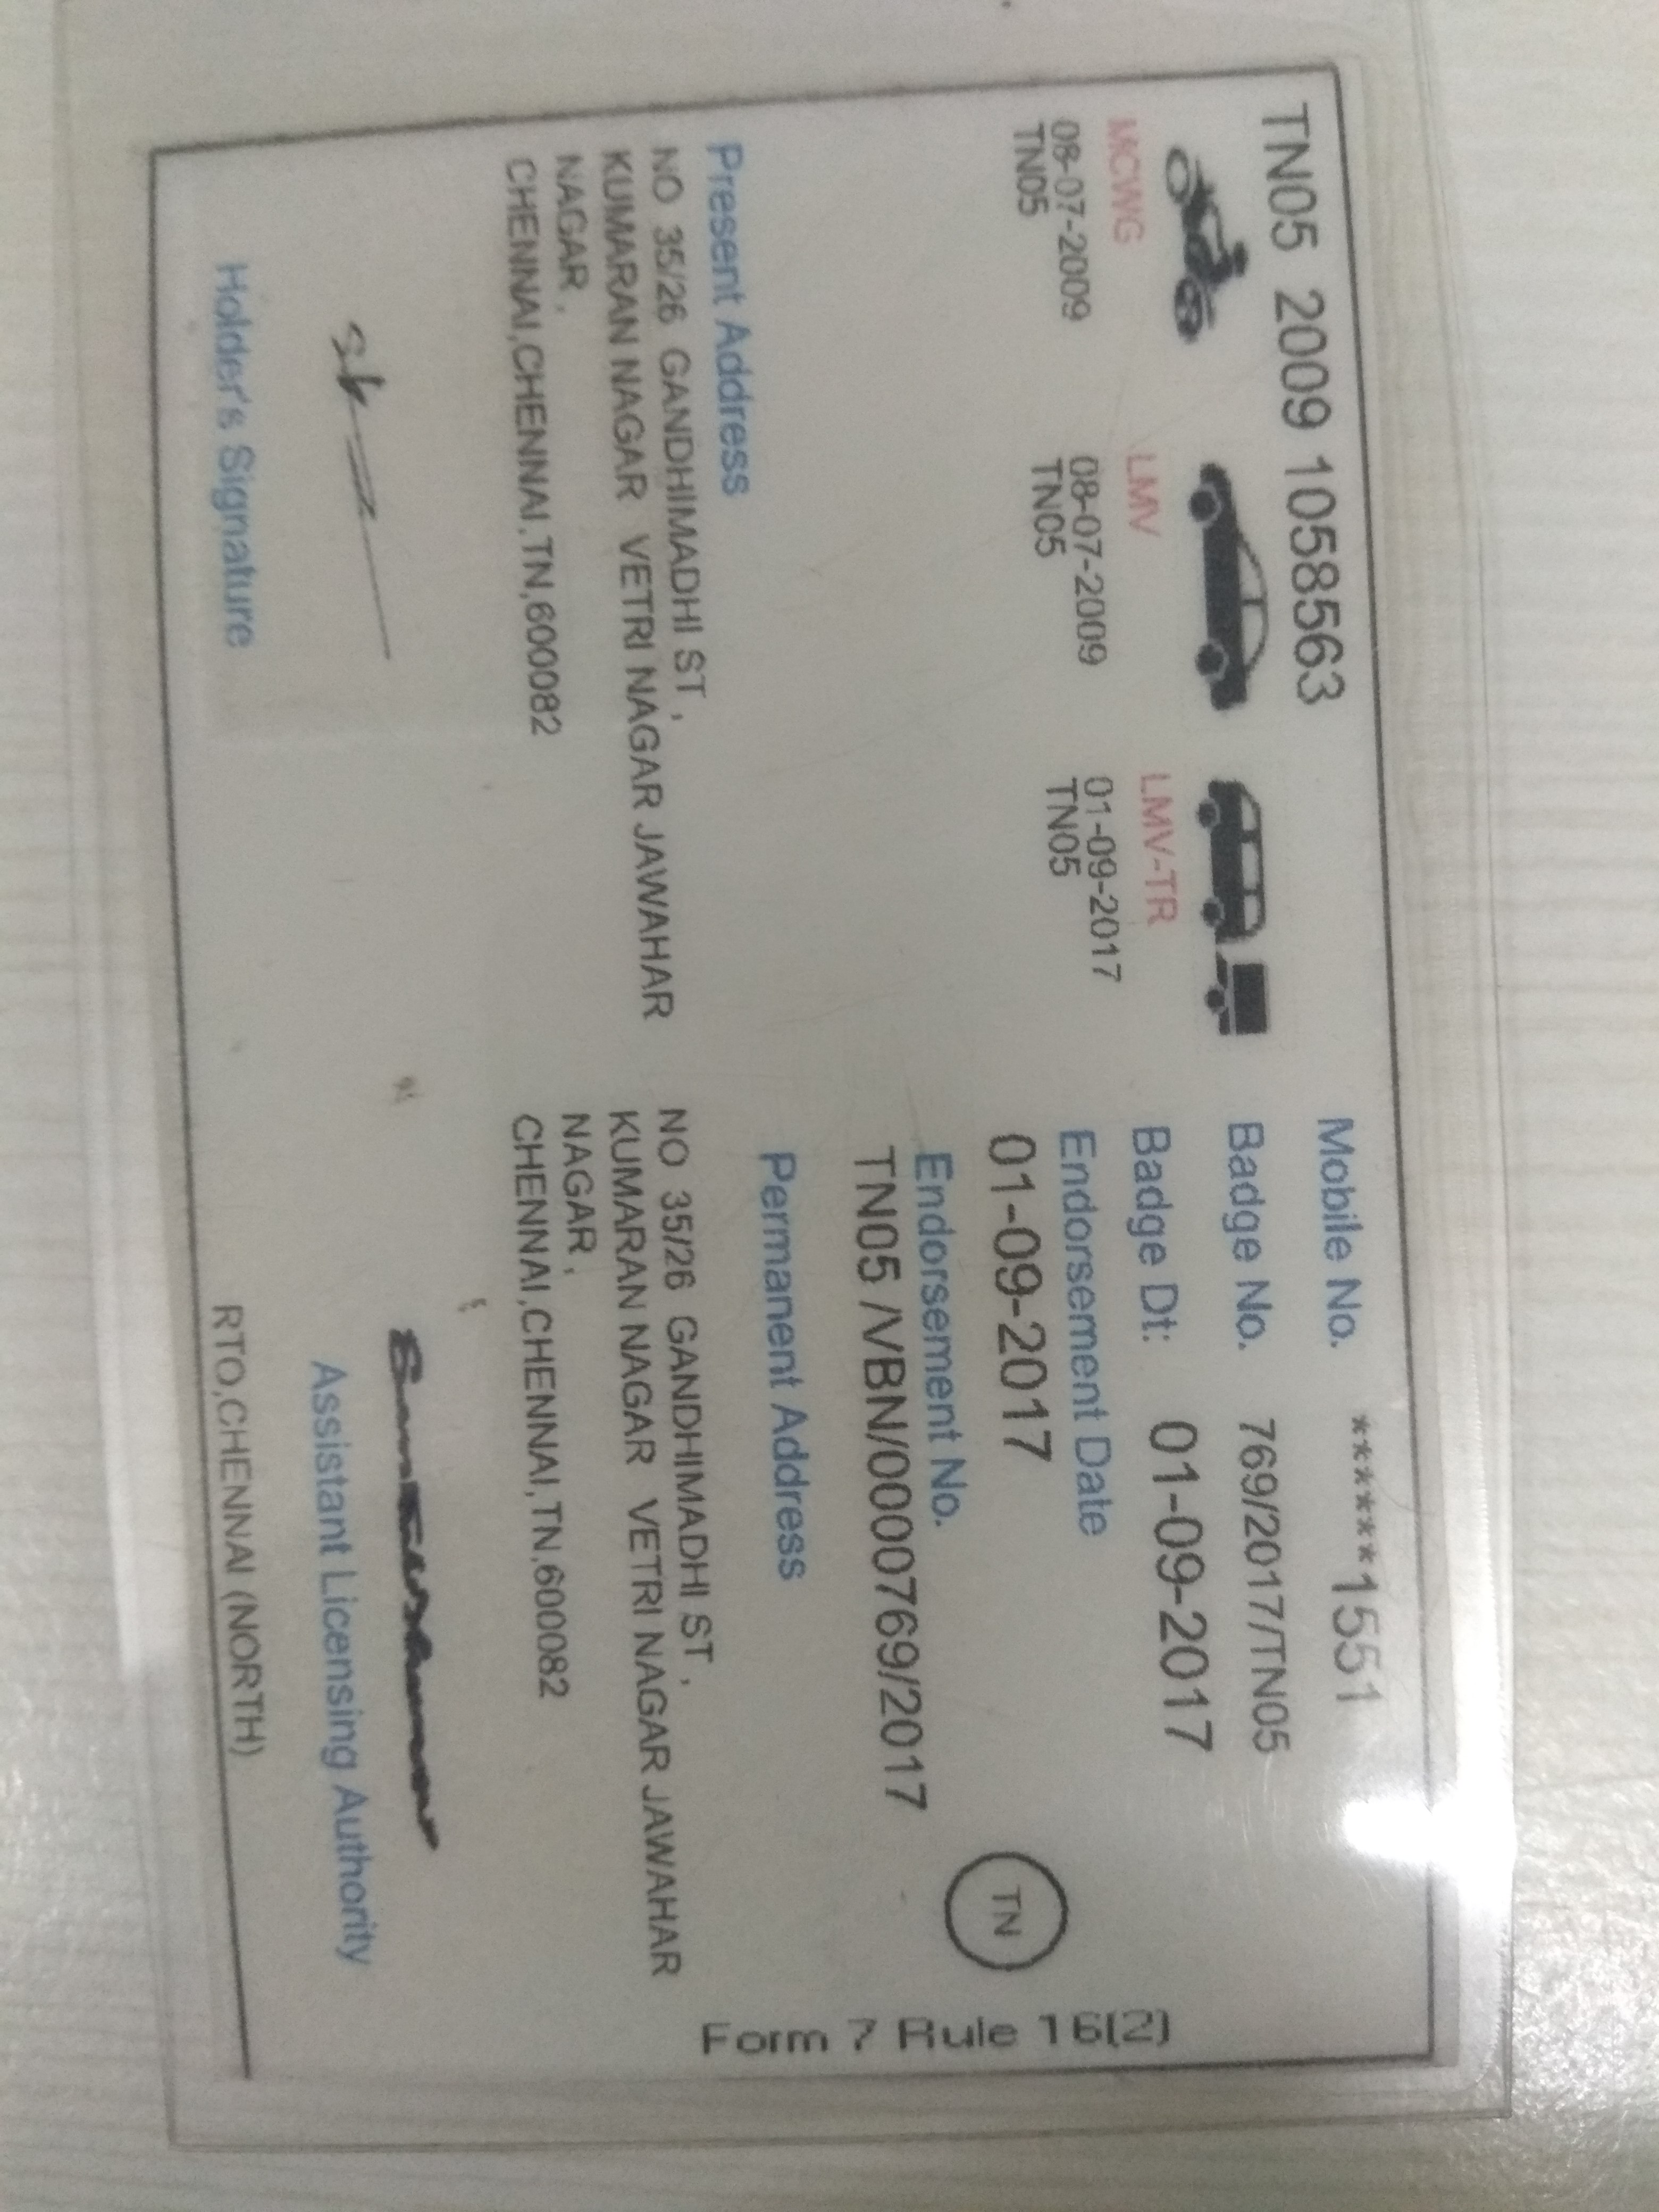 TN05 2009 1058563
MCWG
08-07-2009
TN05
LMV
08-07-2009
TN05
LMV-TR
01-09-2017
TN05
Mobile No. ******1551
Badge No. 769/2017/TN05
Badge Dt: 01-09-2017
Endorsement Date
01-09-2017
Endorsement No.
TN05 /VBN/0000769/2017
TN
Form 7 Rule 16(2)
Present Address
NO 35/26 GANDHIMADHI ST ,
KUMARAN NAGAR VETRI NAGAR JAWAHAR
NAGAR ,
CHENNAI,CHENNAI,TN,600082
Permanent Address
NO 35/26 GANDHIMADHI ST ,
KUMARAN NAGAR VETRI NAGAR JAWAHAR
NAGAR ,
CHENNAI,CHENNAI,TN,600082
Holder's Signature
Assistant Licensing Authority
RTO,CHENNAI (NORTH)